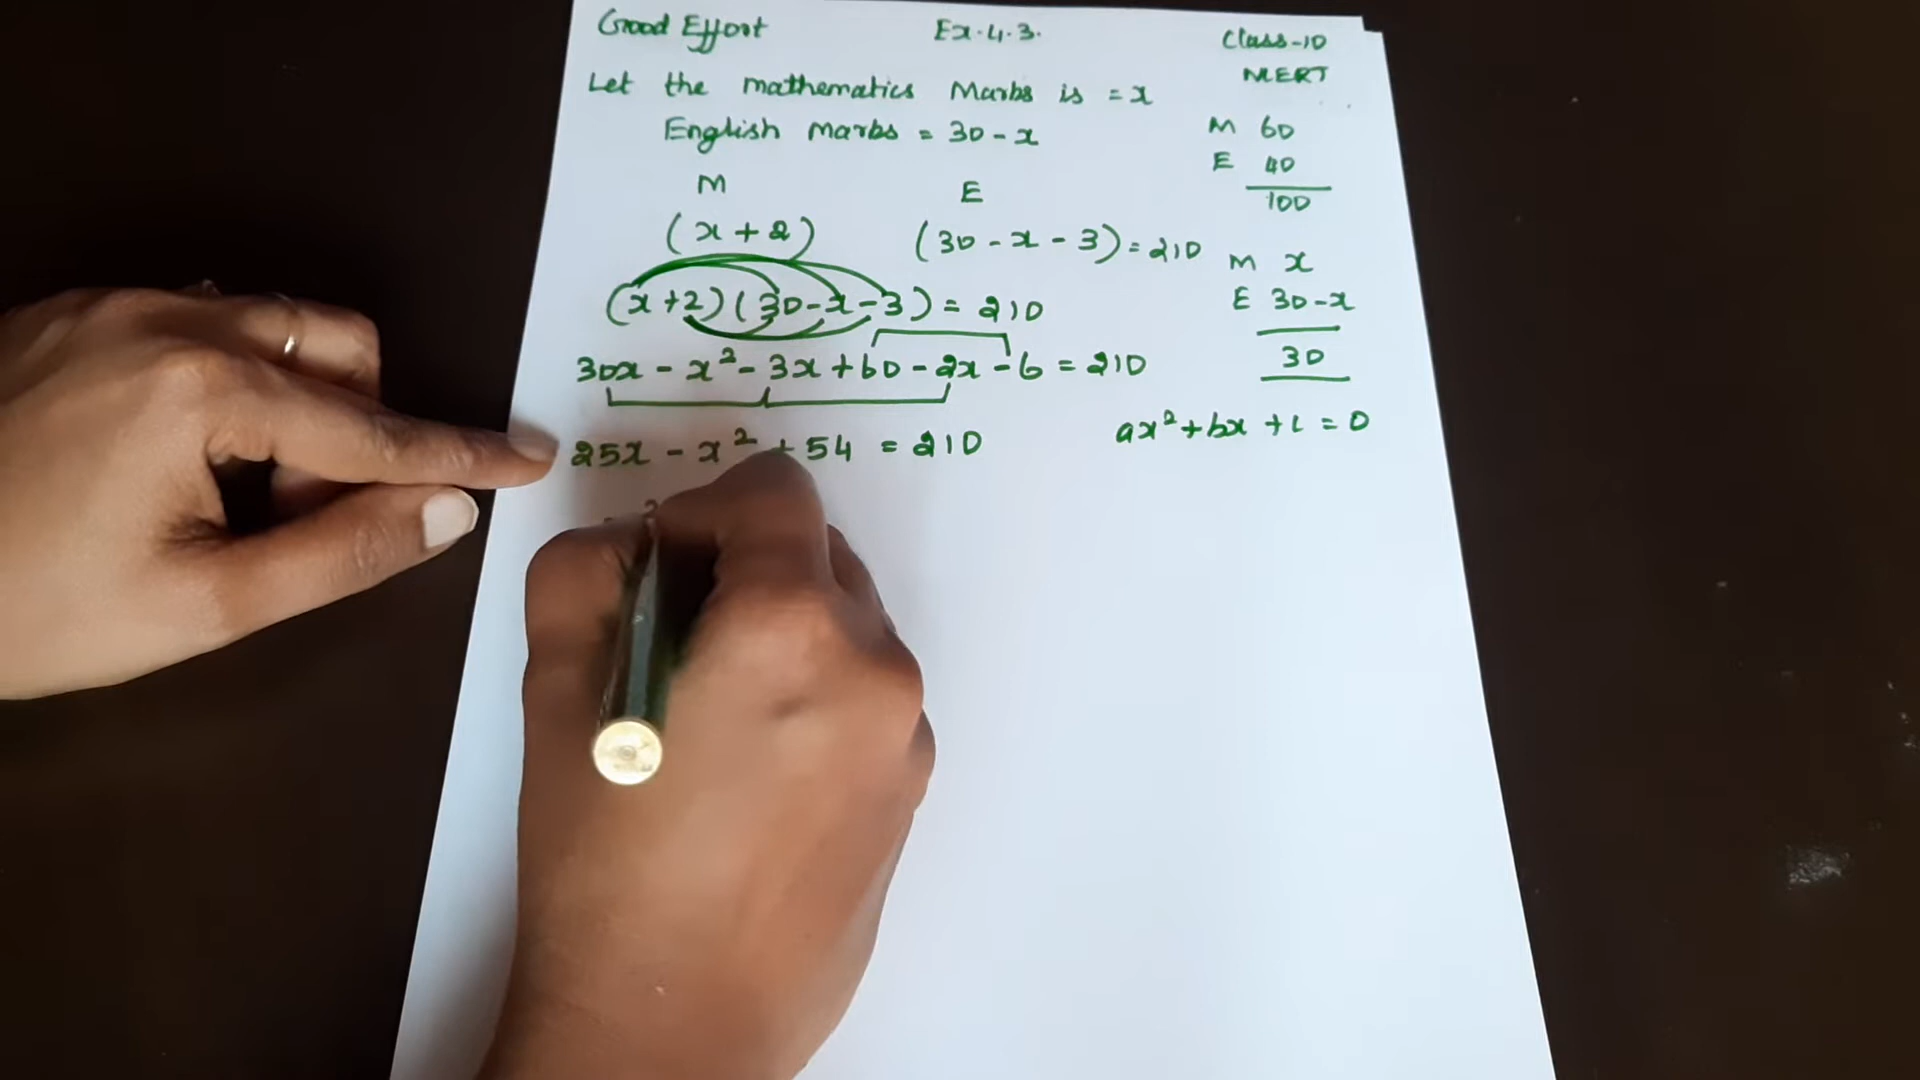 Good Effort Ex.4.3. Class-10
NCERT
Let the mathematics Marks is = x
English marks = 30 - x
M 60
E 40
100
M E
(x + 2) (30 - x - 3) = 210
M x
E 30-x
30
(x+2)(30-x-3) = 210
30x - x² - 3x + 60 - 2x - 6 = 210
25x - x² + 54 = 210
ax² + bx + c = 0